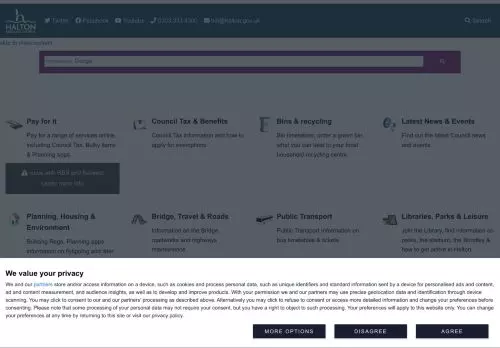 HALTON
Twitter Facebook Youtube 0303 333 4300 hdl@halton.gov.uk Search
Skip to main content
Pay for it
Pay for a range of services online, including Council Tax, Bulky items & Planning apps.
Council Tax & Benefits
Council Tax information and how to apply for exemptions
Bins & recycling
Bin timetables, order a green bin, what you can take to your local household recycling centre.
Latest News & Events
Find out the latest Council news and events.
Planning, Housing & Environment
Building Regs, Planning apps
Bridge, Travel & Roads
Information on the Bridge, roadworks and highways maintenance.
Public Transport
Public Transport Information on bus timetables & tickets
Libraries, Parks & Leisure
Join the Library, find information on parks, the stadium, the Brindley & how to get active in Halton.
We value your privacy
We and our partners store and/or access information on a device, such as cookies and process personal data, such as unique identifiers and standard information sent by a device for personalised ads and content,
ad and content measurement, and audience insights, as well as to develop and improve products. With your permission we and our partners may use precise geolocation data and identification through device
scanning. You may click to consent to our and our partners' processing as described above. Alternatively you may click to refuse to consent or access more detailed information and change your preferences before
consenting. Please note that some processing of your personal data may not require your consent, but you have a right to object to such processing. Your preferences will apply to this website only. You can change
your preferences at any time by returning to this site or visit our privacy policy.
MORE OPTIONS DISAGREE AGREE